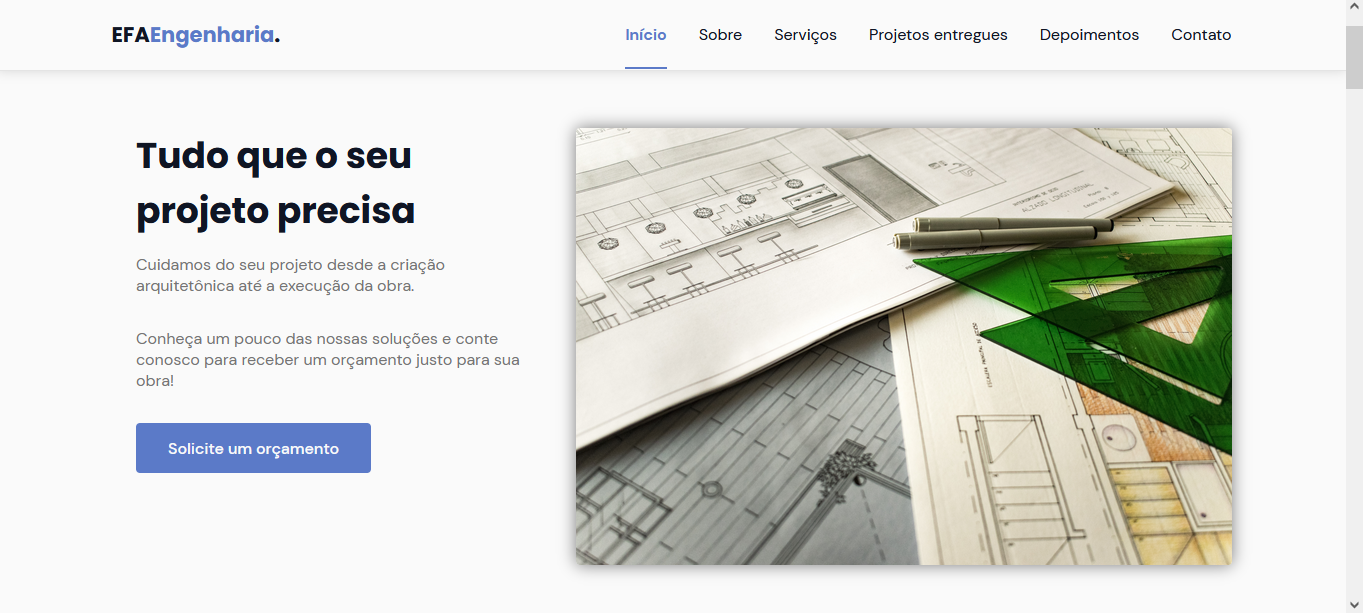 EFAEngenharia.
Início Sobre Serviços Projetos entregues Depoimentos Contato
Tudo que o seu
projeto precisa
Cuidamos do seu projeto desde a criação
arquitetônica até a execução da obra.
Conheça um pouco das nossas soluções e conte
conosco para receber um orçamento justo para sua
obra!
Solicite um orçamento
ALZADO LONGITUDINAL